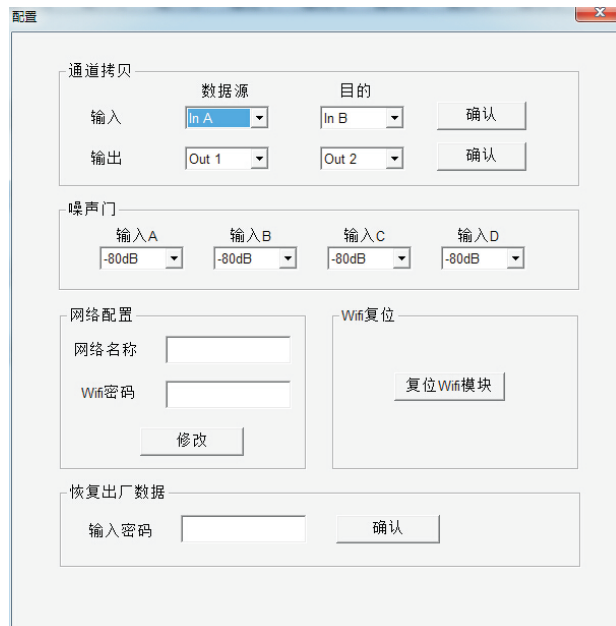 配置
通道拷贝
数据源 目的
输入 In A In B 确认
输出 Out 1 Out 2 确认
噪声门
输入A 输入B 输入C 输入D
-80dB -80dB -80dB -80dB
网络配置 Wifi复位
网络名称
Wifi密码 复位Wifi模块
修改
恢复出厂数据
输入密码 确认